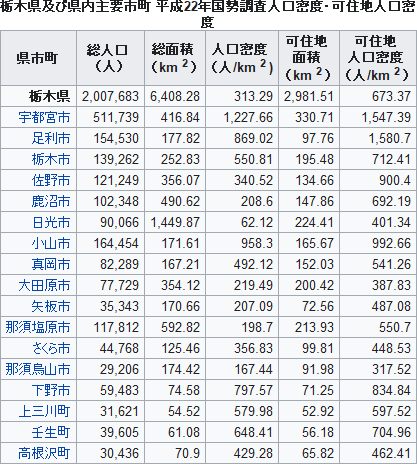 栃木県及び県内主要市町 平成22年国勢調査人口密度・可住地人口密
度
県市町 総人口 (人) 総面積 (km²) 人口密度 (人/km²) 可住地面積 (km²) 可住地人口密度 (人/km²)
栃木県 2,007,683 6,408.28 313.29 2,981.51 673.37
宇都宮市 511,739 416.84 1,227.66 330.71 1,547.39
足利市 154,530 177.82 869.02 97.76 1,580.7
栃木市 139,262 252.83 550.81 195.48 712.41
佐野市 121,249 356.07 340.52 134.66 900.4
鹿沼市 102,348 490.62 208.6 147.86 692.19
日光市 90,066 1,449.87 62.12 224.41 401.34
小山市 164,454 171.61 958.3 165.67 992.66
真岡市 82,289 167.21 492.12 152.03 541.26
大田原市 77,729 354.12 219.49 200.42 387.83
矢板市 35,343 170.66 207.09 72.56 487.08
那須塩原市 117,812 592.82 198.7 213.93 550.7
さくら市 44,768 125.46 356.83 99.81 448.53
那須烏山市 29,206 174.42 167.44 91.98 317.52
下野市 59,483 74.58 797.57 71.25 834.84
上三川町 31,621 54.52 579.98 52.92 597.52
壬生町 39,605 61.08 648.41 56.18 704.96
高根沢町 30,436 70.9 429.28 65.82 462.41